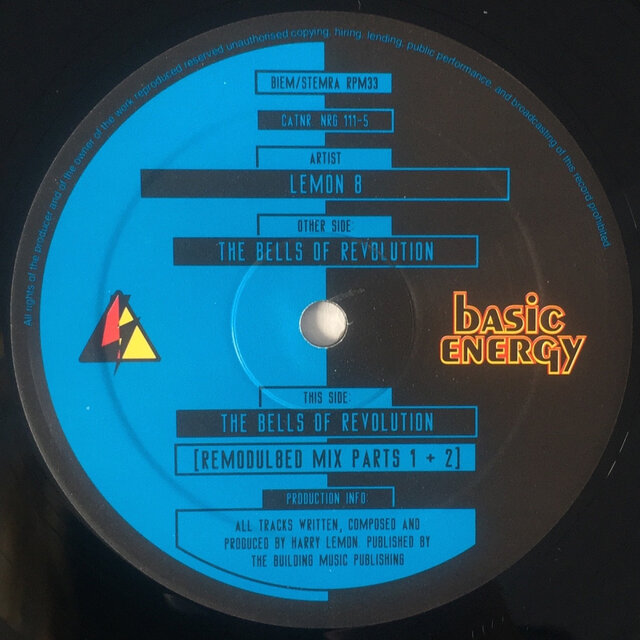 All rights of the producer and of the owner of the work reproduced reserved unauthorised copying, hiring, lending, public performance, and broadcasting of this record prohibited.
BIEM/STEMRA RPM33
CATNR. NRG 111-5
ARTIST
LEMON 8
OTHER SIDE:
THE BELLS OF REVOLUTION
basic
ENERGY
THIS SIDE:
THE BELLS OF REVOLUTION
[REMODUL8ED MIX PARTS 1 + 2]
PRODUCTION INFO:
ALL TRACKS WRITTEN, COMPOSED AND
PRODUCED BY HARRY LEMON. PUBLISHED BY
THE BUILDING MUSIC PUBLISHING